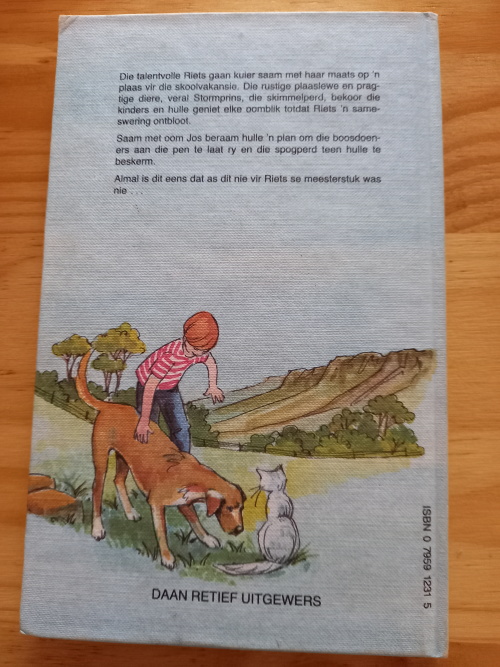 Die talentvolle Riets gaan kuier saam met haar maats op 'n
plaas vir die skoolvakansie. Die rustige plaaslewe en prag-
tige diere, veral Stormprins, die skimmelperd, bekoor die
kinders en hulle geniet elke oomblik totdat Riets 'n same-
swering ontbloot.
Saam met oom Jos beraam hulle 'n plan om die boosdoen-
ers aan die pen te laat ry en die spogperd teen hulle te
beskerm.
Almal is dit eens dat as dit nie vir Riets se meesterstuk was
nie . . .
ISBN 0 7959 1231 5
DAAN RETIEF UITGEWERS